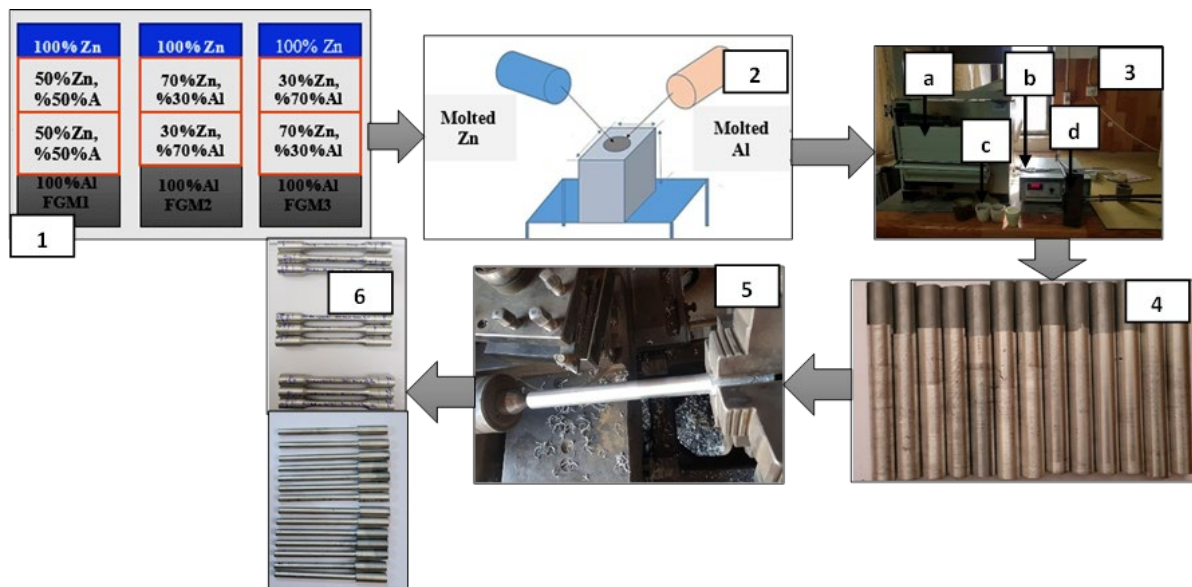 100% Zn
50%Zn,
%50%A
50%Zn,
%50%A
100%Al
FGM1
100% Zn
70%Zn,
%30%Al
30%Zn,
%70%Al
100%Al
FGM2
100% Zn
30%Zn,
%70%Al
70%Zn,
%30%Al
100%Al
FGM3
1
Molted
Zn
2
Molted
Al
3
a
b
c
d
4
5
6